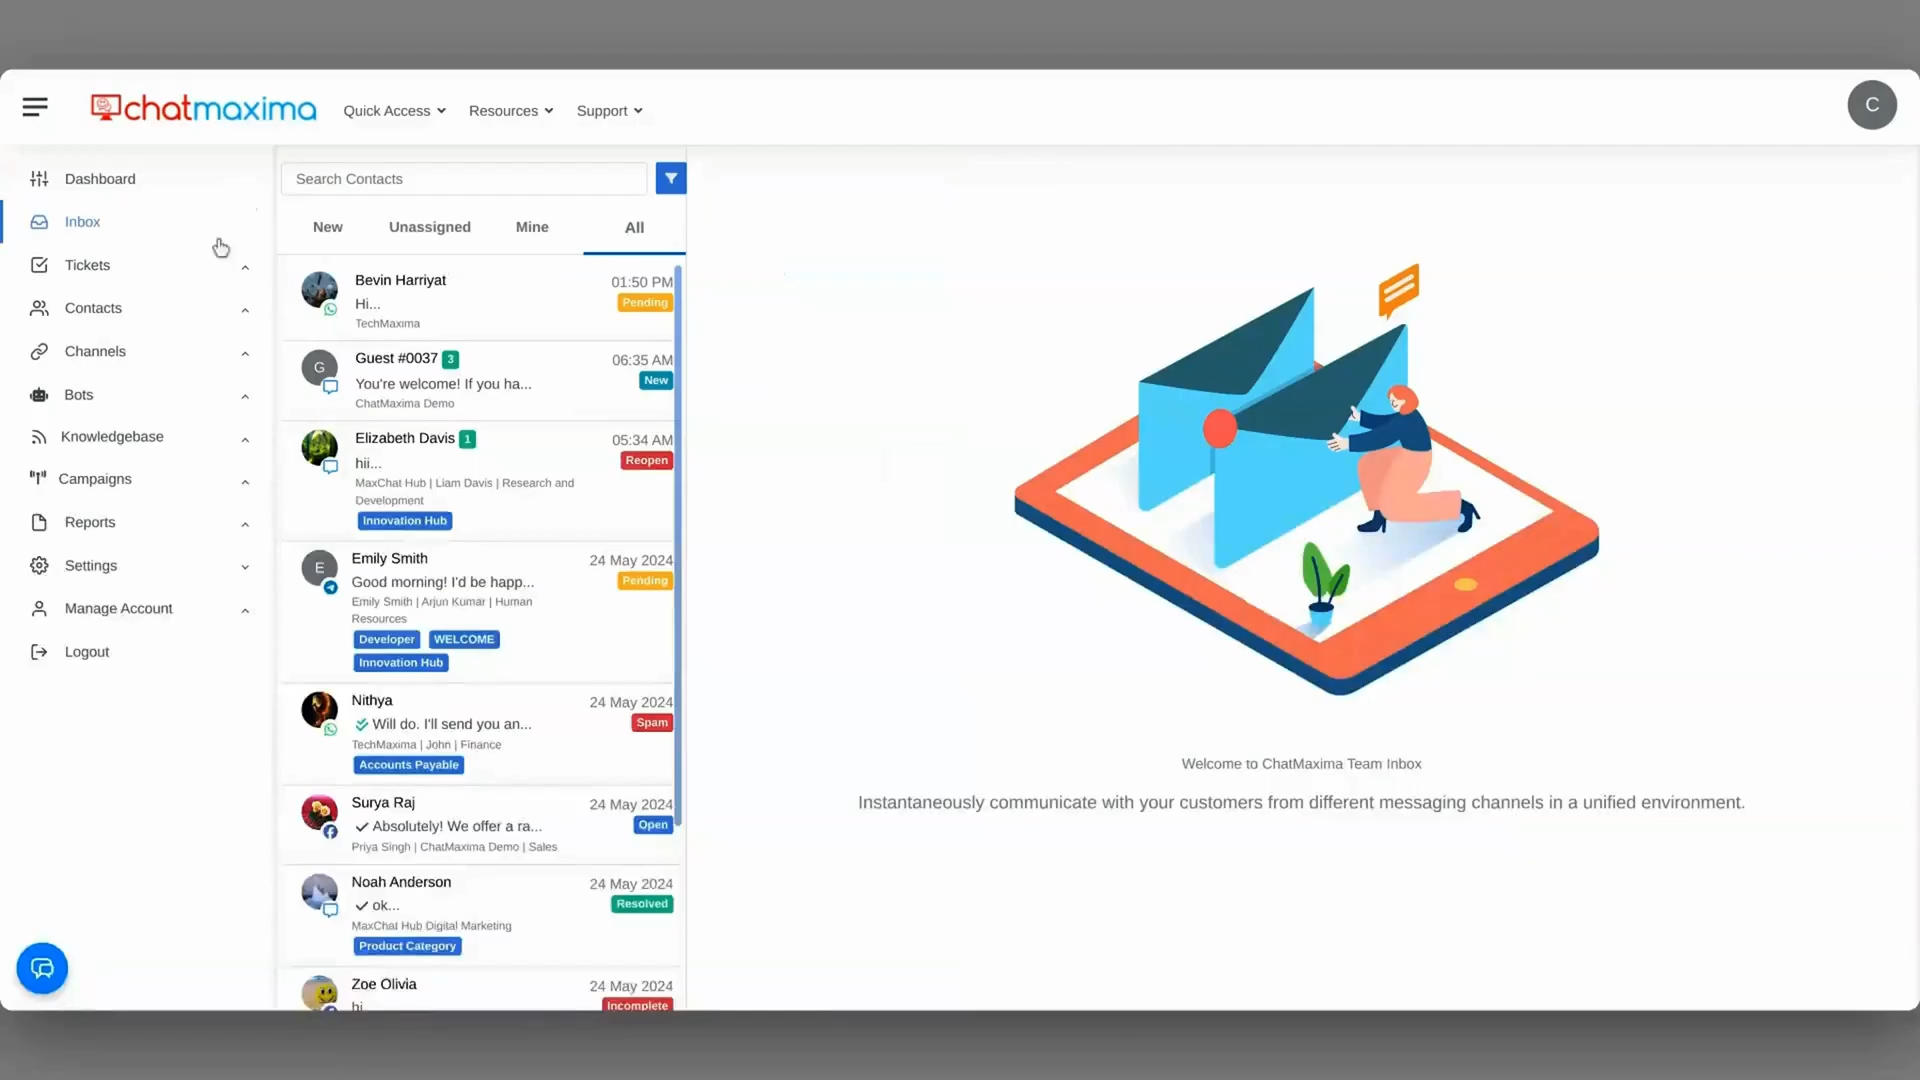 chatmaxima
Quick Access
Resources
Support
C
Dashboard
Inbox
Tickets
Contacts
Channels
Bots
Knowledgebase
Campaigns
Reports
Settings
Manage Account
Logout
Search Contacts
New
Unassigned
Mine
All
Bevin Harriyat
01:50 PM
Hi...
Pending
TechMaxima
G
Guest #0037 3
06:35 AM
You're welcome! If you ha...
New
ChatMaxima Demo
Elizabeth Davis 1
05:34 AM
hii...
Reopen
MaxChat Hub | Liam Davis | Research and
Development
Innovation Hub
E
Emily Smith
24 May 2024
Good morning! I'd be happ...
Pending
Emily Smith | Arjun Kumar | Human
Resources
Developer
WELCOME
Innovation Hub
Nithya
24 May 2024
Will do. I'll send you an...
Spam
TechMaxima | John | Finance
Accounts Payable
Surya Raj
24 May 2024
Absolutely! We offer a ra...
Open
Priya Singh | ChatMaxima Demo | Sales
Noah Anderson
24 May 2024
ok...
Resolved
MaxChat Hub Digital Marketing
Product Category
Zoe Olivia
24 May 2024
hi
Incomplete
Welcome to ChatMaxima Team Inbox
Instantaneously communicate with your customers from different messaging channels in a unified environment.